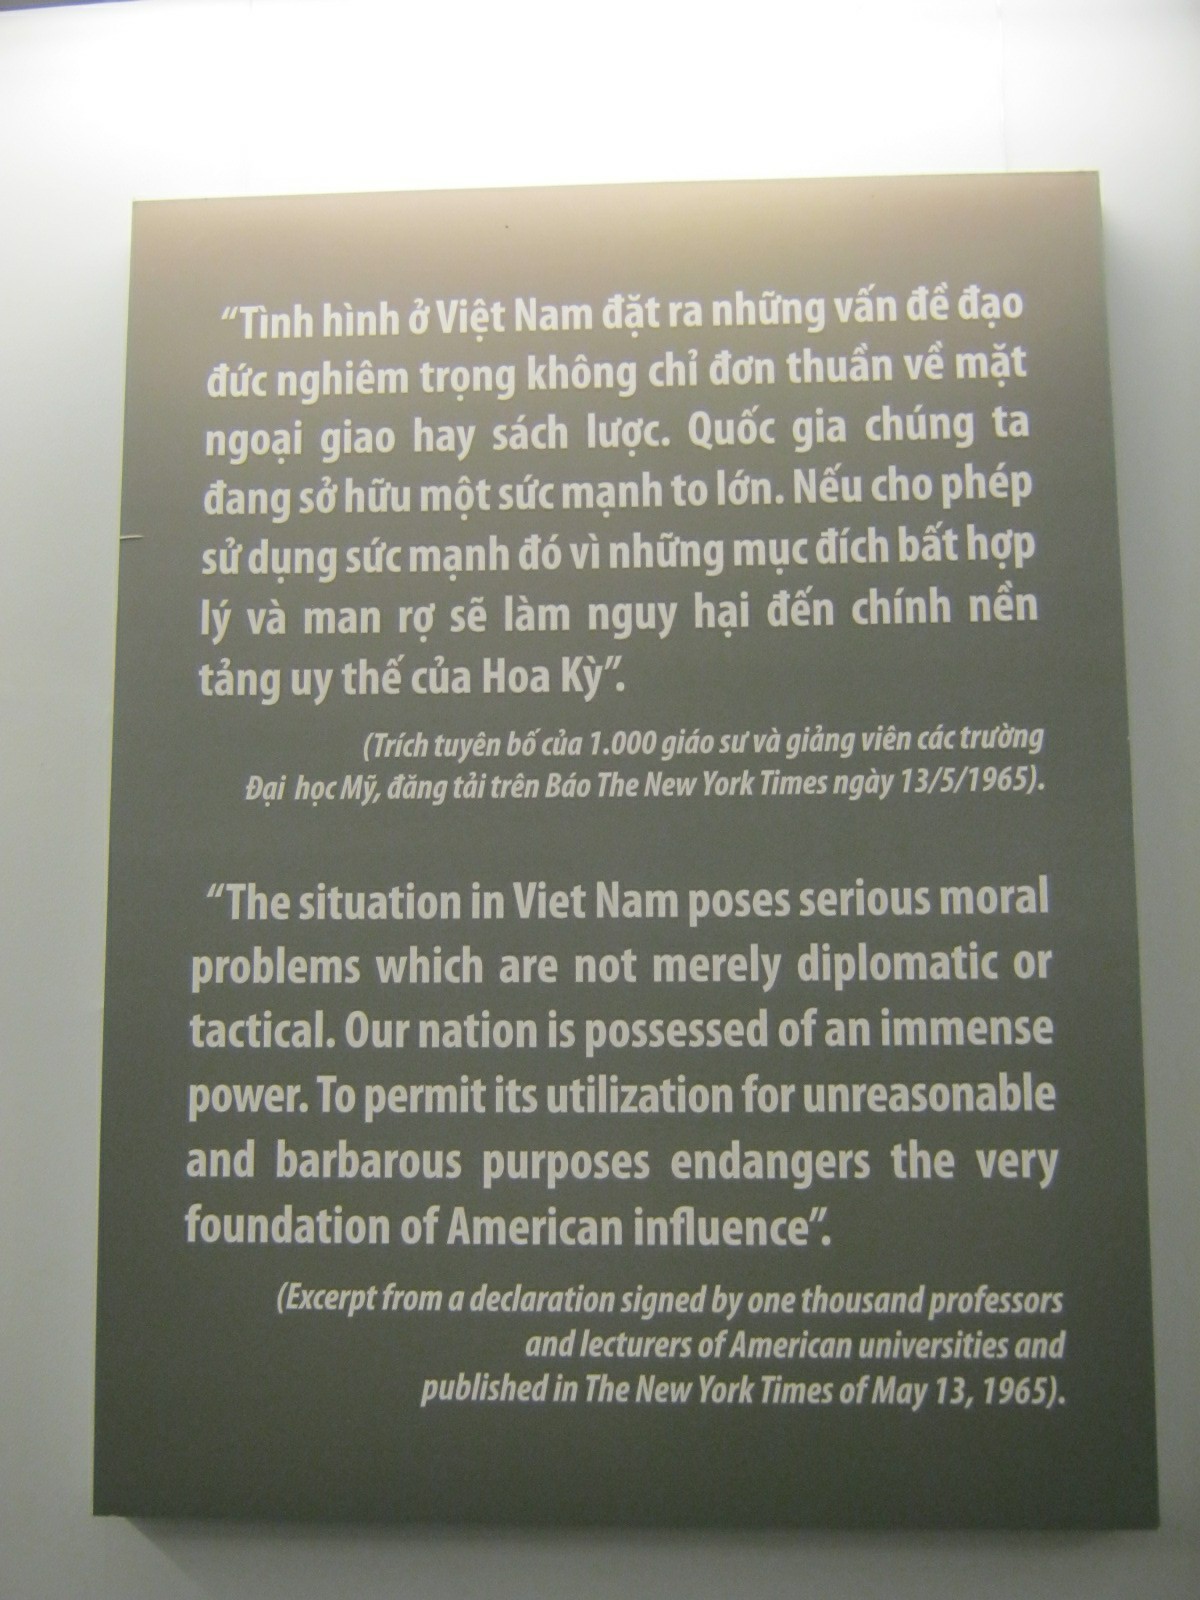 “Tình hình ở Việt Nam đặt ra những vấn đề đạo
đức nghiêm trọng không chỉ đơn thuần về mặt
ngoại giao hay sách lược. Quốc gia chúng ta
đang sở hữu một sức mạnh to lớn. Nếu cho phép
sử dụng sức mạnh đó vì những mục đích bất hợp
lý và man rợ sẽ làm nguy hại đến chính nền
tảng uy thế của Hoa Kỳ”.
(Trích tuyên bố của 1.000 giáo sư và giảng viên các trường
Đại học Mỹ, đăng tải trên Báo The New York Times ngày 13/5/1965).
“The situation in Viet Nam poses serious moral
problems which are not merely diplomatic or
tactical. Our nation is possessed of an immense
power. To permit its utilization for unreasonable
and barbarous purposes endangers the very
foundation of American influence”.
(Excerpt from a declaration signed by one thousand professors
and lecturers of American universities and
published in The New York Times of May 13, 1965).